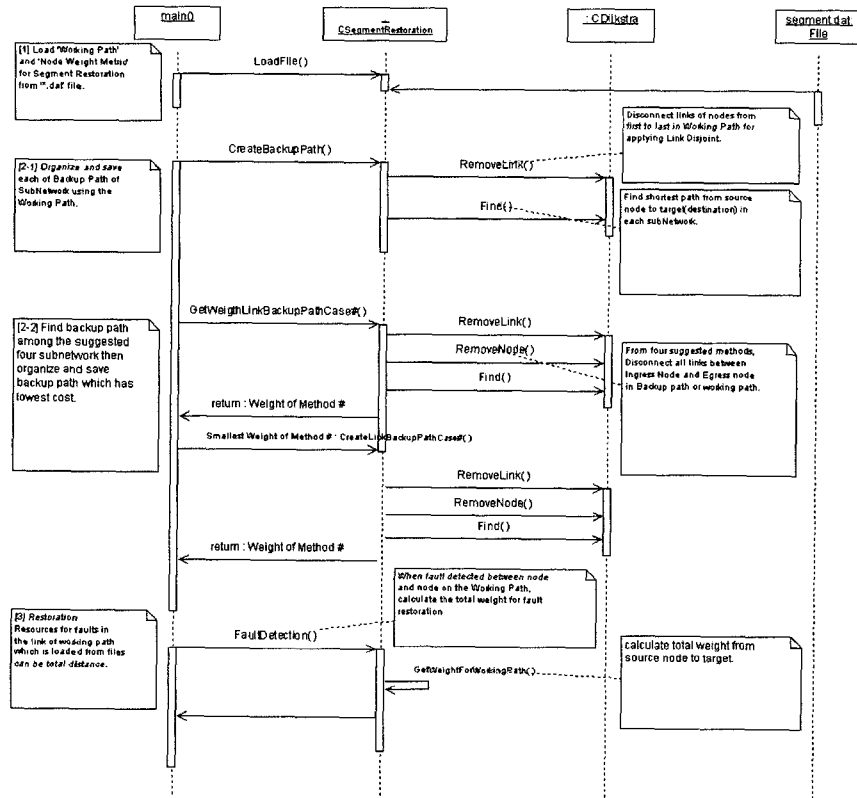 main()
: CSegmentRestoration
: CDijkstra
segment.dat
File
[1] Load 'Working Path'
and 'Node Weight Metric'
for Segment Restoration
from '*.dat' file.
LoadFile()
Disconnect links of nodes from
first to last in Working Path for
applying Link Disjoint.
CreateBackupPath()
RemoveLink()
[2-1] Organize and save
each of Backup Path of
SubNetwork using the
Working Path.
Find()
Find shortest path from source
node to target(destination) in
each subNetwork.
GetWeigthLinkBackupPathCase#()
RemoveLink()
[2-2] Find backup path
among the suggested
four subnetwork then
organize and save
backup path which has
lowest cost.
RemoveNode()
Find()
From four suggested methods,
Disconnect all links between
Ingress Node and Egress node
in Backup path or working path.
return : Weight of Method #
Smallest Weight of Method # : CreateLinkBackupPathCase#()
RemoveLink()
RemoveNode()
Find()
return : Weight of Method #
When fault detected between node
and node on the Working Path,
calculate the total weight for fault
restoration
[3] Restoration
Resources for faults in
the link of working path
which is loaded from files
can be total distance.
FaultDetection()
calculate total weight from
source node to target.
GetWeightForWorkingPath()